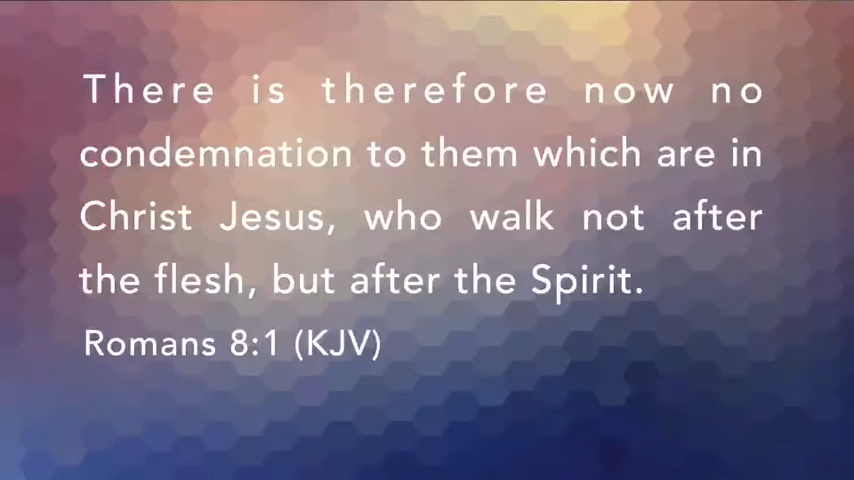 There is therefore now no
condemnation to them which are in
Christ Jesus, who walk not after
the flesh, but after the Spirit.
Romans 8:1 (KJV)